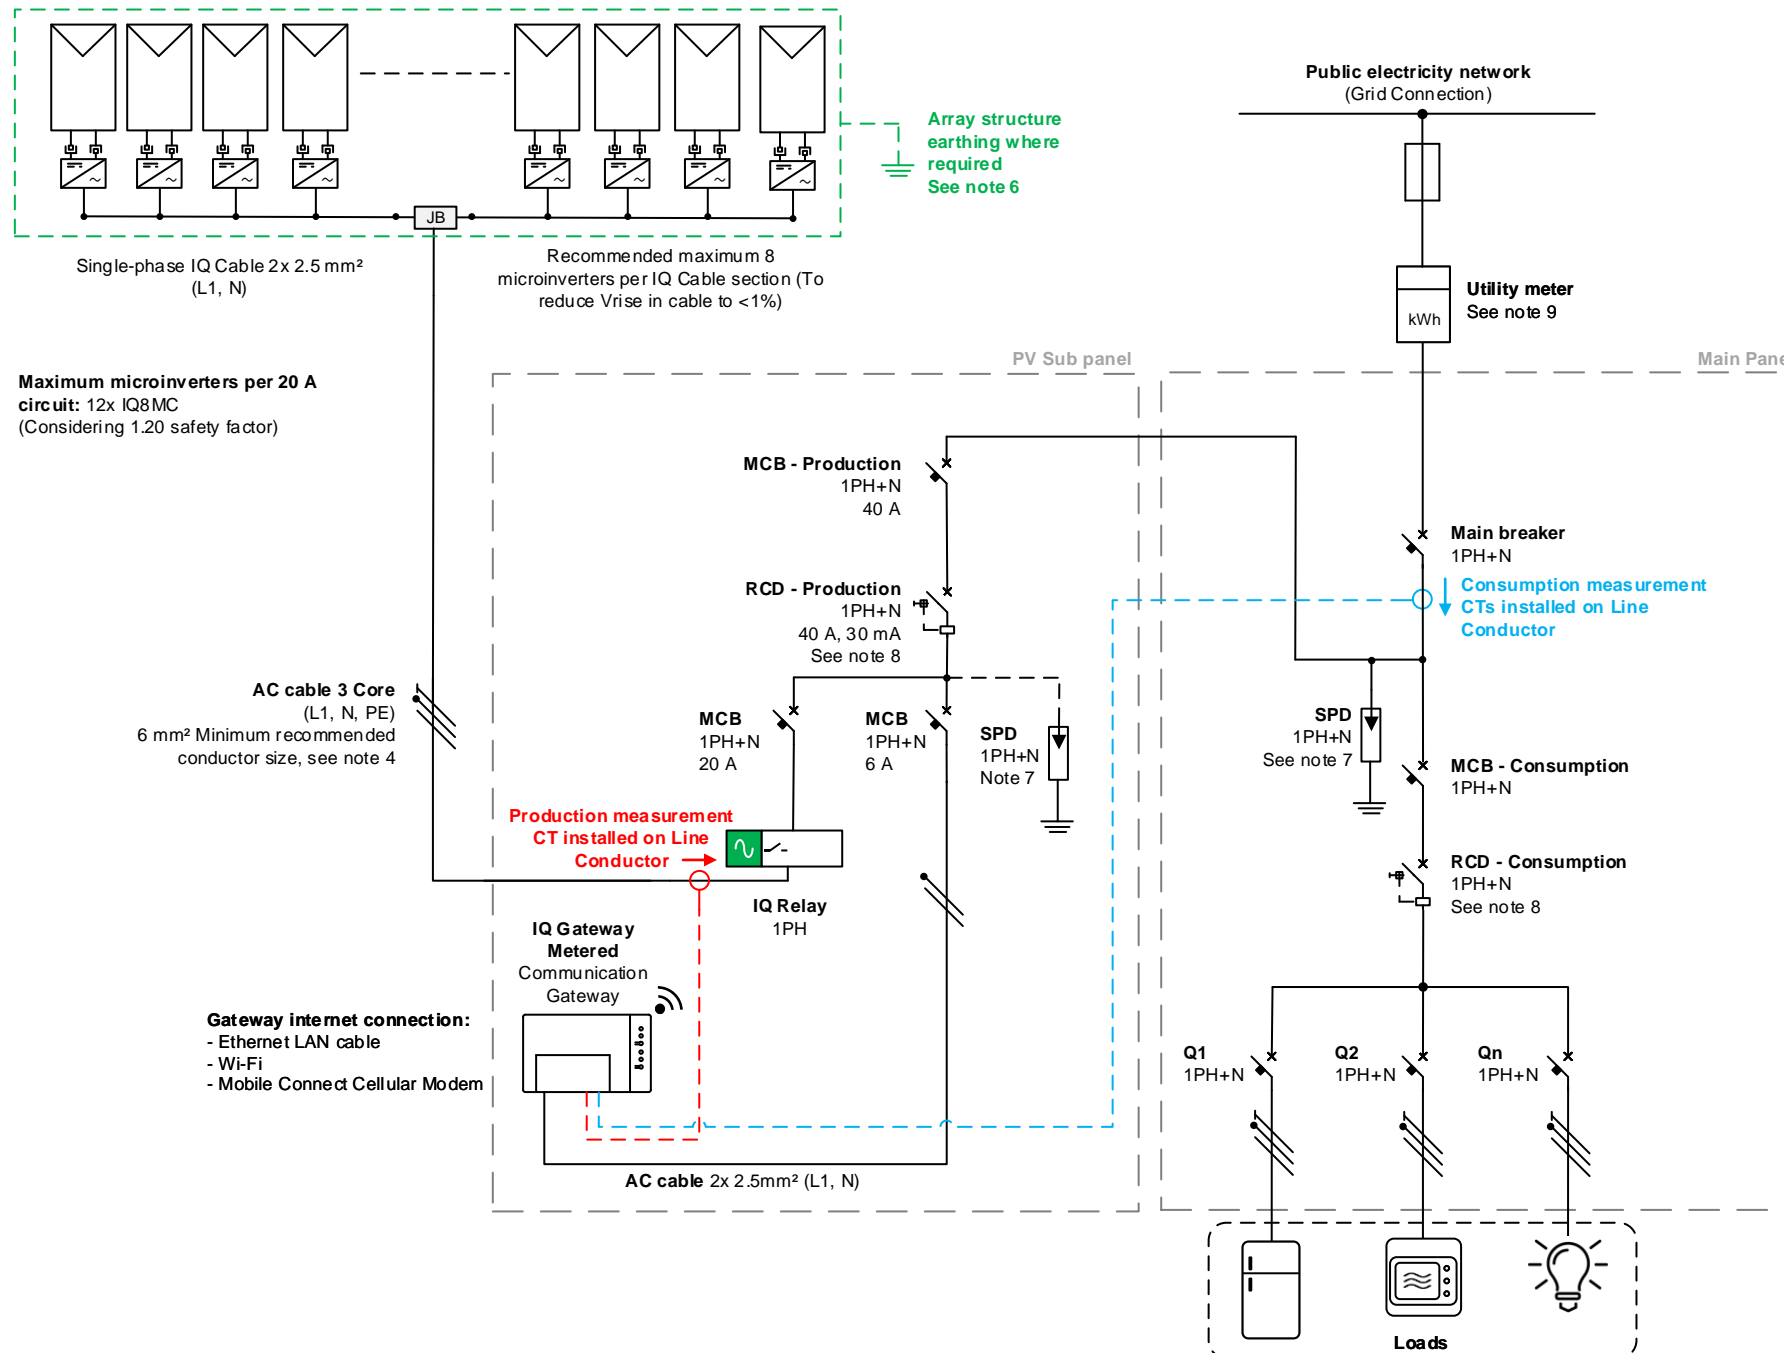 Public electricity network
(Grid Connection)
Array structure
earthing where
required
See note 6
JB
Single-phase IQ Cable 2x 2.5 mm²
(L1, N)
Recommended maximum 8
microinverters per IQ Cable section (To
reduce Vrise in cable to <1%)
Utility meter
See note 9
kWh
Maximum microinverters per 20 A
circuit: 12x IQ8MC
(Considering 1.20 safety factor)
PV Sub panel
Main Pane
MCB - Production
1PH+N
40 A
Main breaker
1PH+N
Consumption measurement
CTs installed on Line
Conductor
RCD - Production
1PH+N
40 A, 30 mA
See note 8
AC cable 3 Core
(L1, N, PE)
6 mm² Minimum recommended
conductor size, see note 4
MCB
1PH+N
20 A
MCB
1PH+N
6 A
SPD
1PH+N
Note 7
SPD
1PH+N
See note 7
MCB - Consumption
1PH+N
Production measurement
CT installed on Line
Conductor
RCD - Consumption
1PH+N
See note 8
IQ Relay
1PH
IQ Gateway
Metered
Communication
Gateway
Gateway internet connection:
- Ethernet LAN cable
- Wi-Fi
- Mobile Connect Cellular Modem
Q1
1PH+N
Q2
1PH+N
Qn
1PH+N
AC cable 2x 2.5mm² (L1, N)
Loads